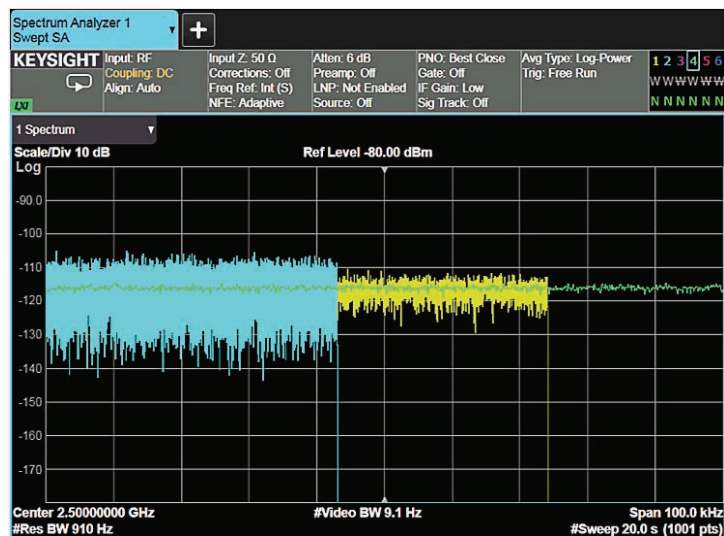 Spectrum Analyzer 1
Swept SA
KEYSIGHT
Input: RF
Coupling: DC
Align: Auto
Input Z: 50 Ω
Corrections: Off
Freq Ref: Int (S)
NFE: Adaptive
Atten: 6 dB
Preamp: Off
LNP: Not Enabled
Source: Off
PNO: Best Close
Gate: Off
IF Gain: Low
Sig Track: Off
Avg Type: Log-Power
Trig: Free Run
1 2 3 4 5 6
W W W W W W
N N N N N N
LXI
1 Spectrum
Scale/Div 10 dB
Ref Level -80.00 dBm
Log
-90.0
-100
-110
-120
-130
-140
-150
-160
-170
Center 2.50000000 GHz
#Video BW 9.1 Hz
Span 100.0 kHz
#Res BW 910 Hz
#Sweep 20.0 s (1001 pts)